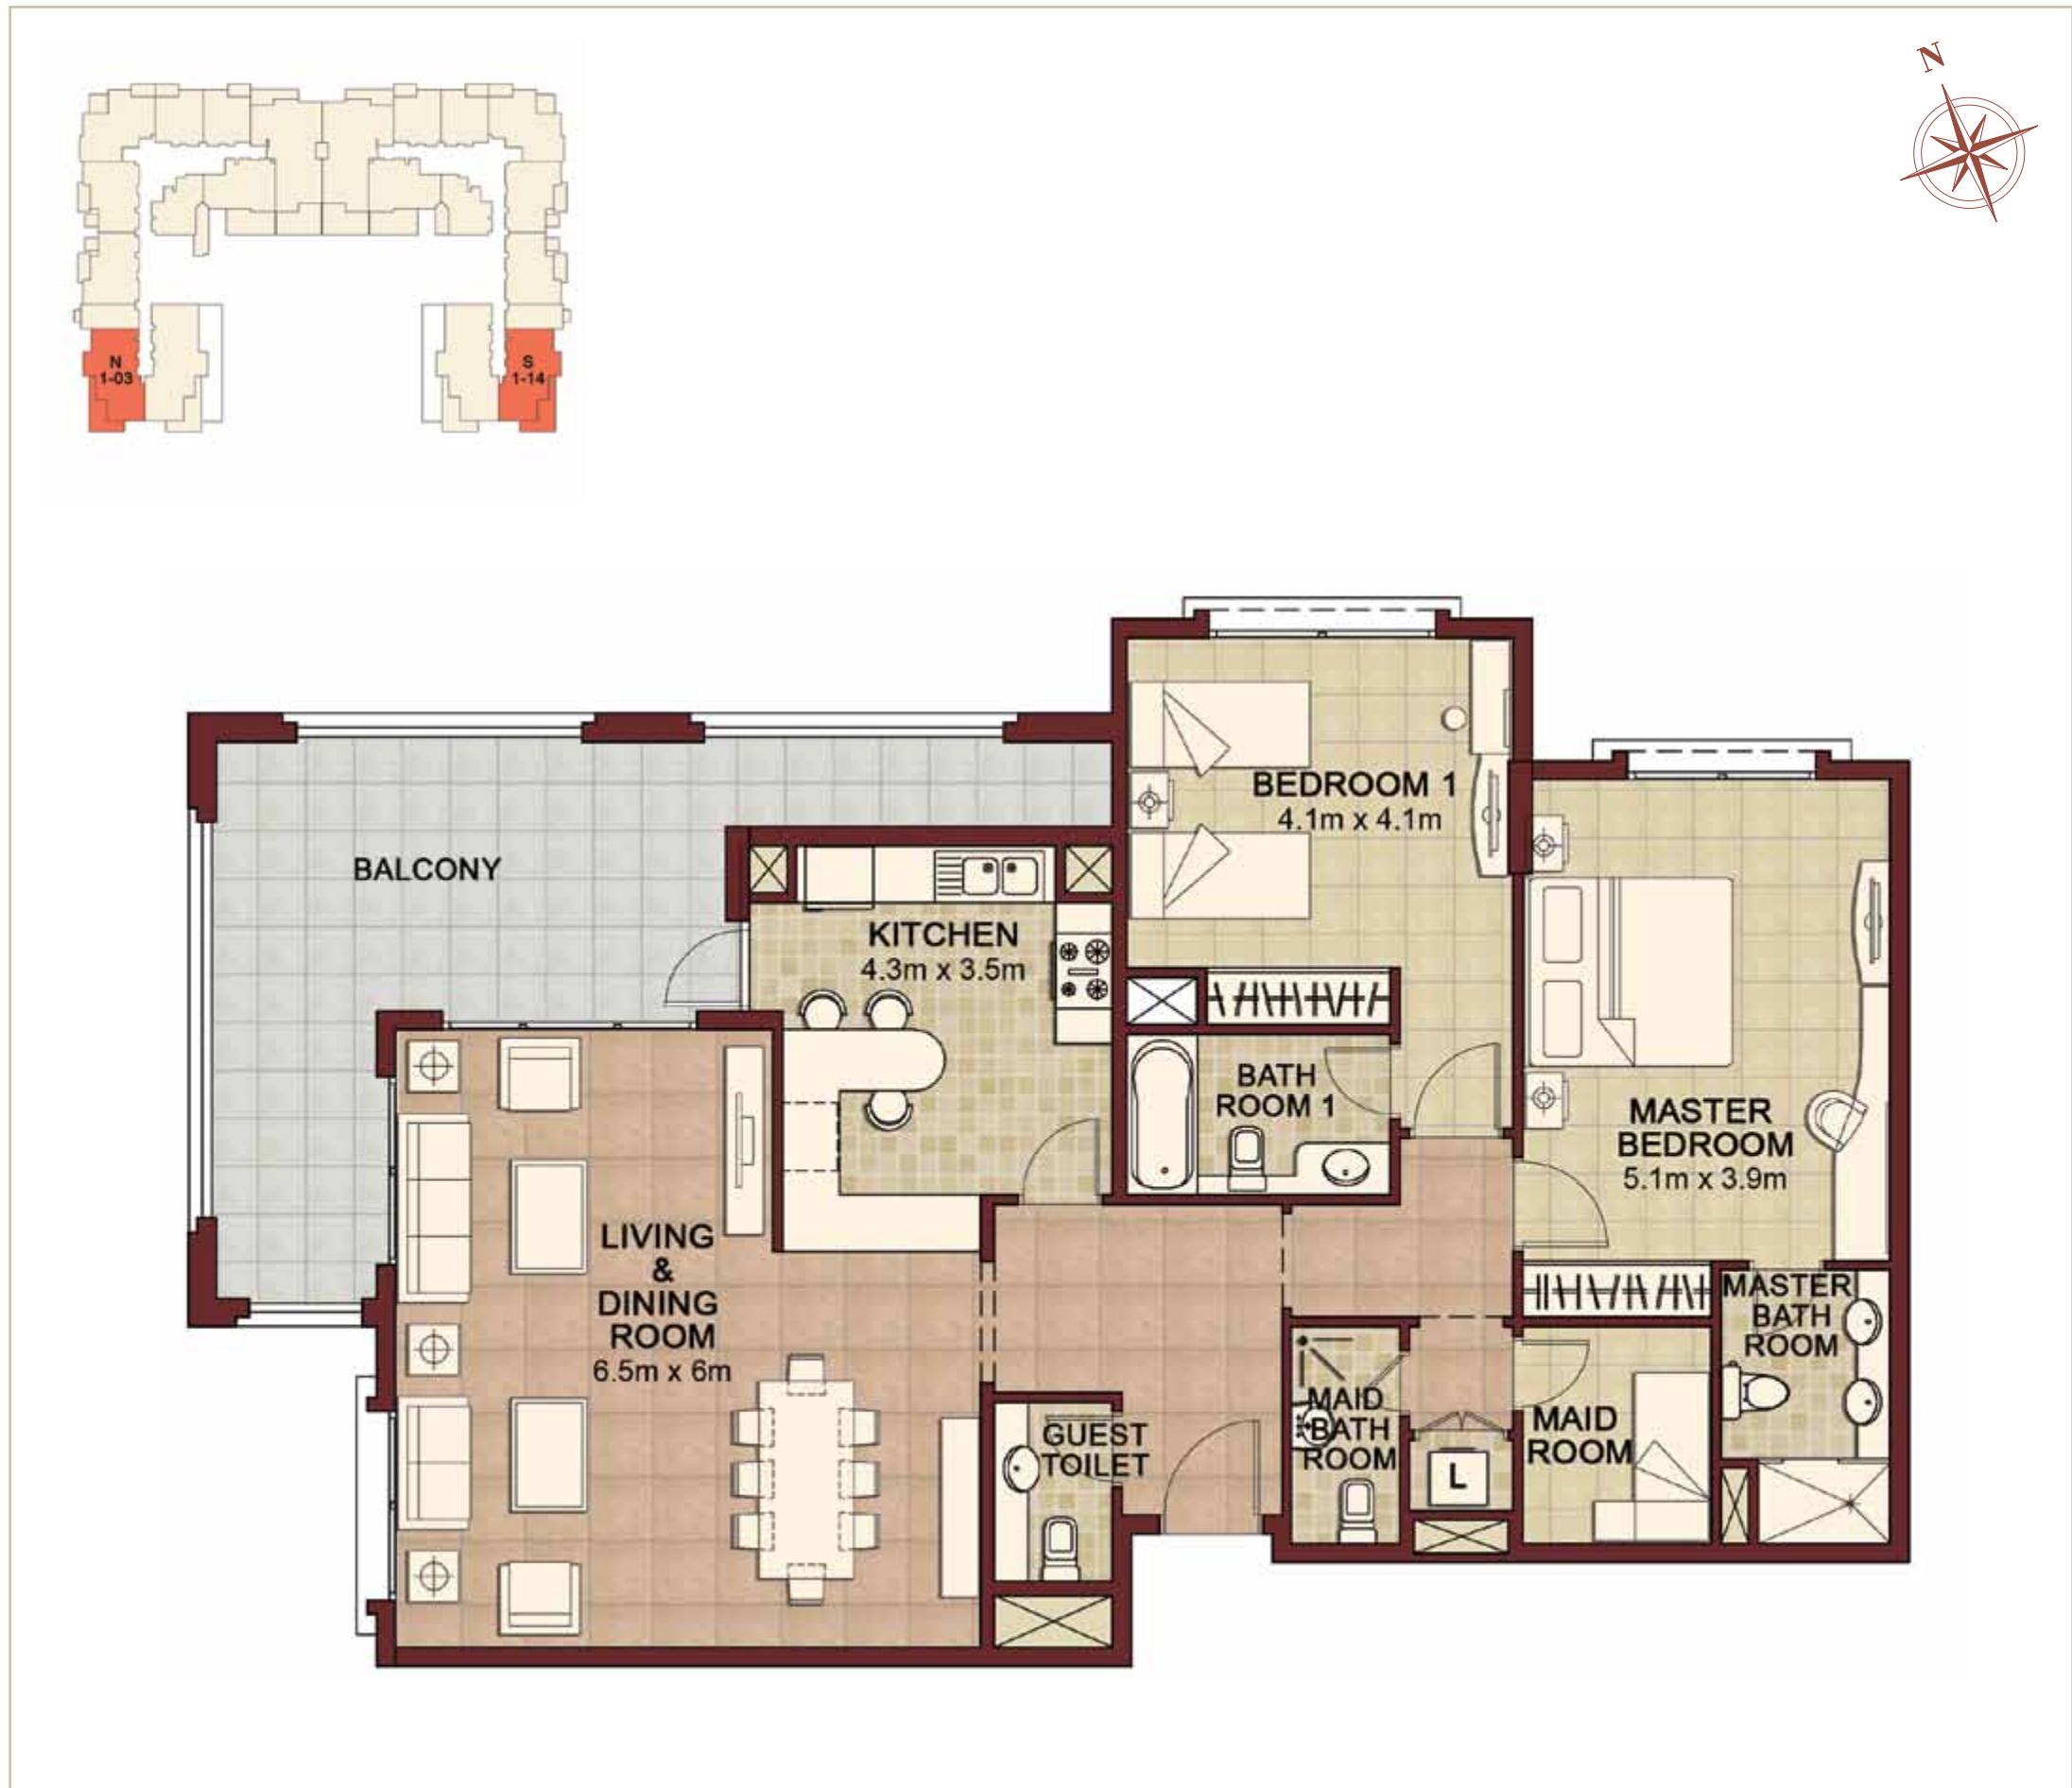 N
N
1-03
S
1-14
BEDROOM 1
4.1m x 4.1m
BALCONY
KITCHEN
4.3m x 3.5m
BATH
ROOM 1
MASTER
BEDROOM
5.1m x 3.9m
LIVING
&
DINING
ROOM
6.5m x 6m
MASTER
BATH
ROOM
GUEST
TOILET
MAID
BATH
ROOM
L
MAID
ROOM